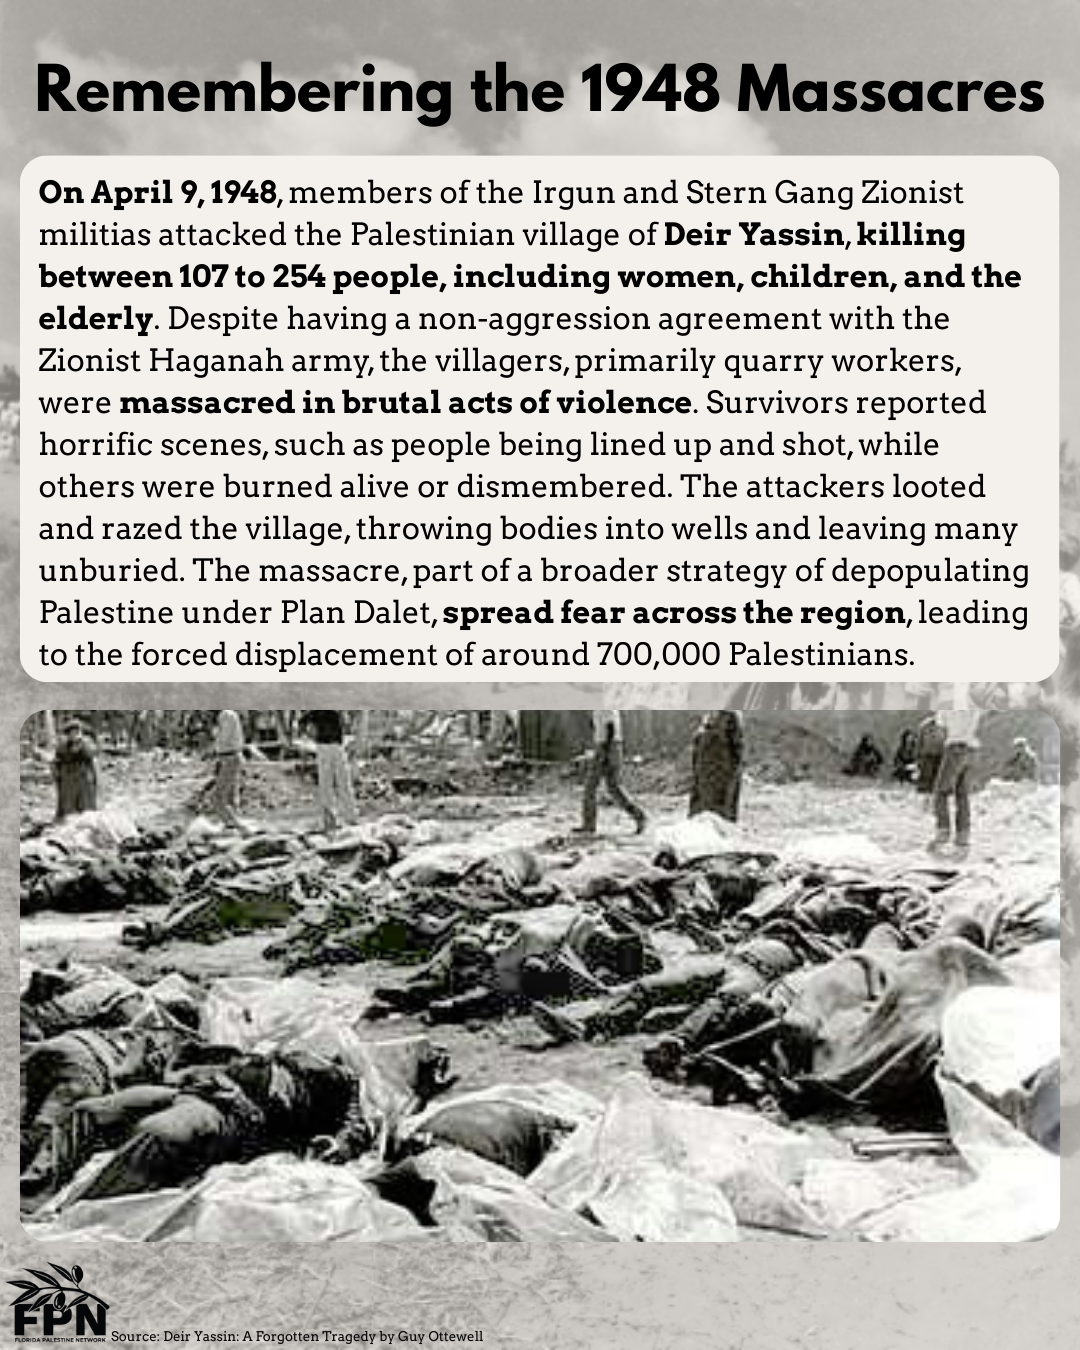 Remembering the 1948 Massacres
On April 9, 1948, members of the Irgun and Stern Gang Zionist
militias attacked the Palestinian village of Deir Yassin, killing
between 107 to 254 people, including women, children, and the
elderly. Despite having a non-aggression agreement with the
Zionist Haganah army, the villagers, primarily quarry workers,
were massacred in brutal acts of violence. Survivors reported
horrific scenes, such as people being lined up and shot, while
others were burned alive or dismembered. The attackers looted
and razed the village, throwing bodies into wells and leaving many
unburied. The massacre, part of a broader strategy of depopulating
Palestine under Plan Dalet, spread fear across the region, leading
to the forced displacement of around 700,000 Palestinians.
FPN
FLORIDA PALESTINE NETWORK
Source: Deir Yassin: A Forgotten Tragedy by Guy Ottewell